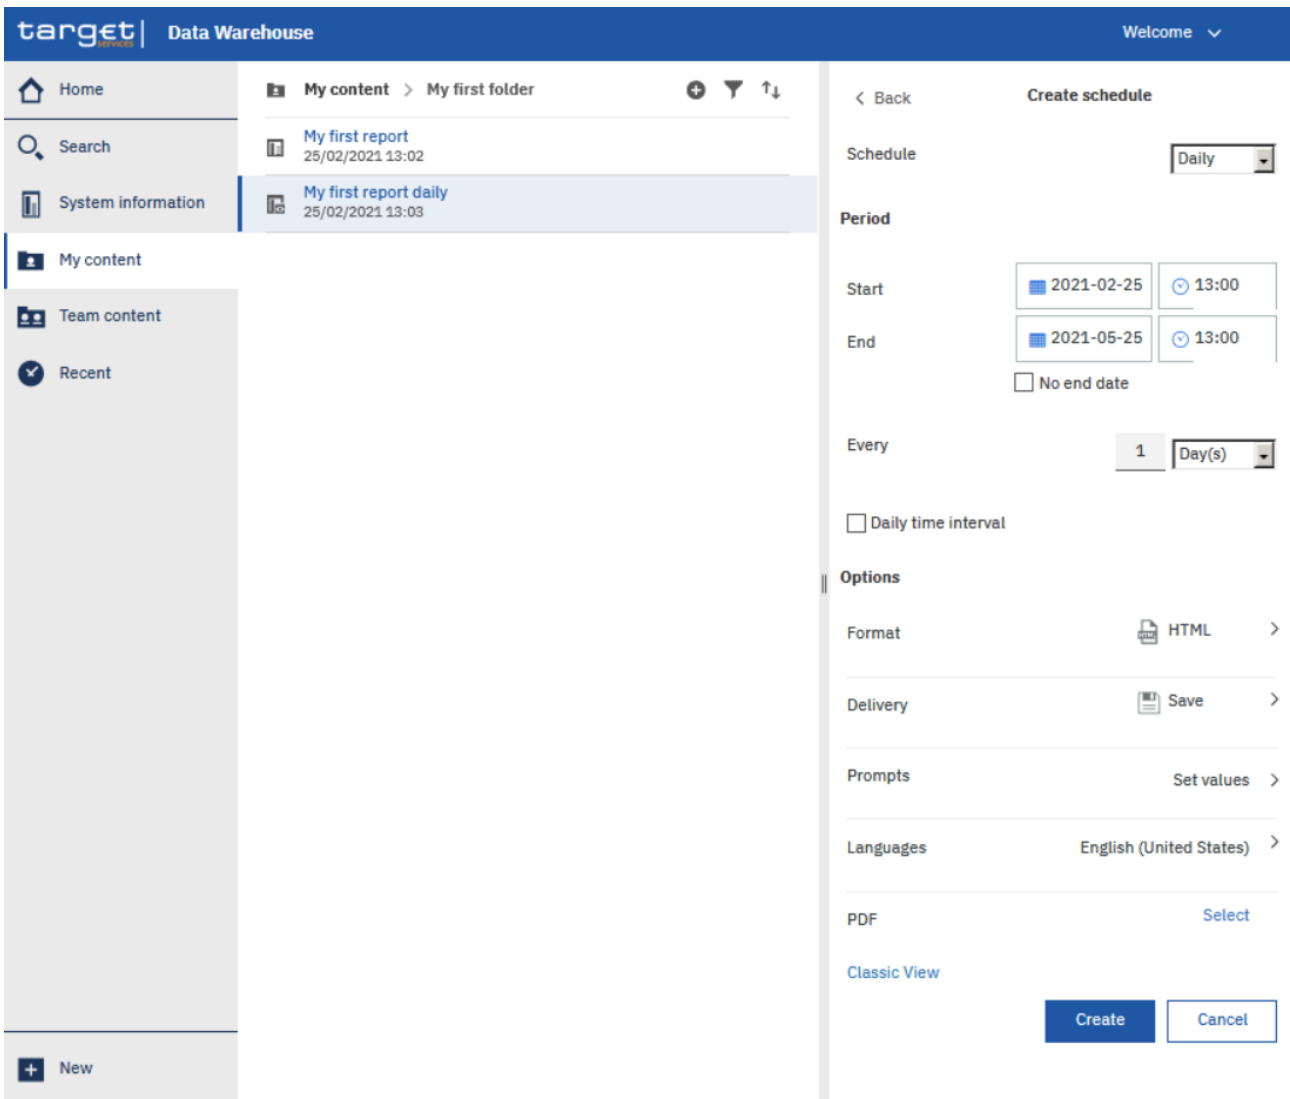 target| Data Warehouse
services
Welcome
Home
Search
System information
My content
Team content
Recent
New
My content > My first folder
My first report
25/02/2021 13:02
My first report daily
25/02/2021 13:03
< Back Create schedule
Schedule Daily
Period
Start 2021-02-25 13:00
End 2021-05-25 13:00
No end date
Every 1 Day(s)
Daily time interval
Options
Format HTML >
Delivery Save >
Prompts Set values >
Languages English (United States) >
PDF Select
Classic View
Create Cancel